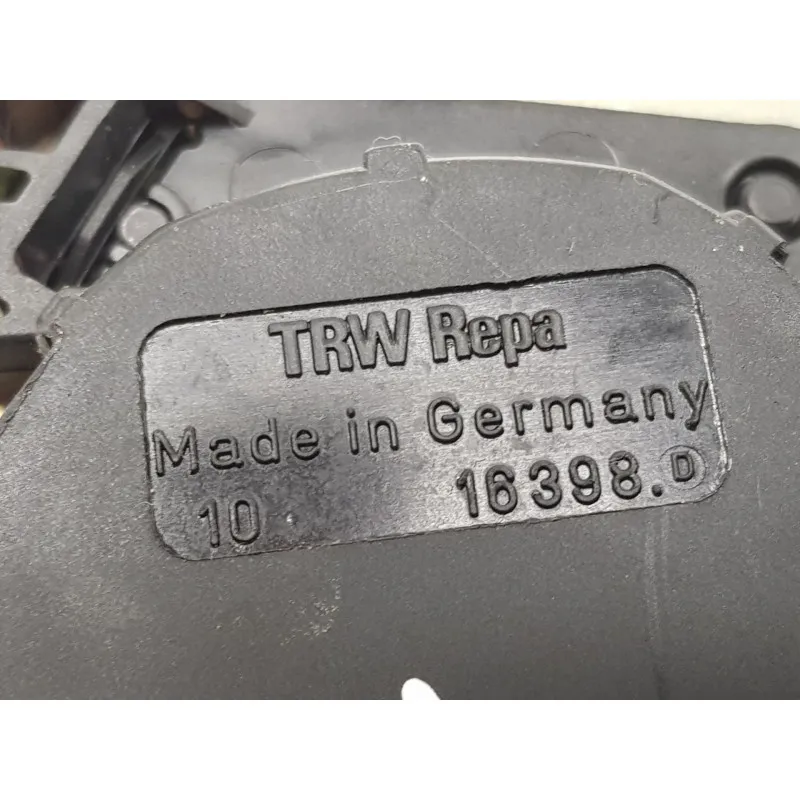 TRW Repa
Made in Germany
10 16398.D